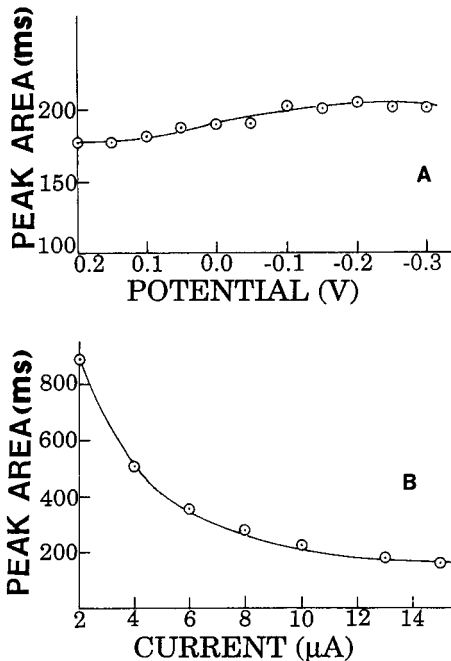 PEAK AREA(ms)
200
150
100
A
0.2 0.1 0.0 -0.1 -0.2 -0.3
POTENTIAL (V)
PEAK AREA(ms)
800
600
400
200
B
2 4 6 8 10 12 14
CURRENT (μA)